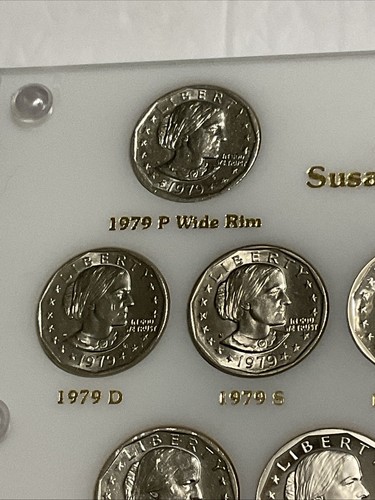 LIBERTY
IN GOD
WE TRUST
1979
Susa
1979 P Wide Rim
LIBERTY
IN GOD
WE TRUST
1979
LIBERTY
IN GOD
WE TRUST
1979
1979 D
1979 S
LIBERTY
LIBERT